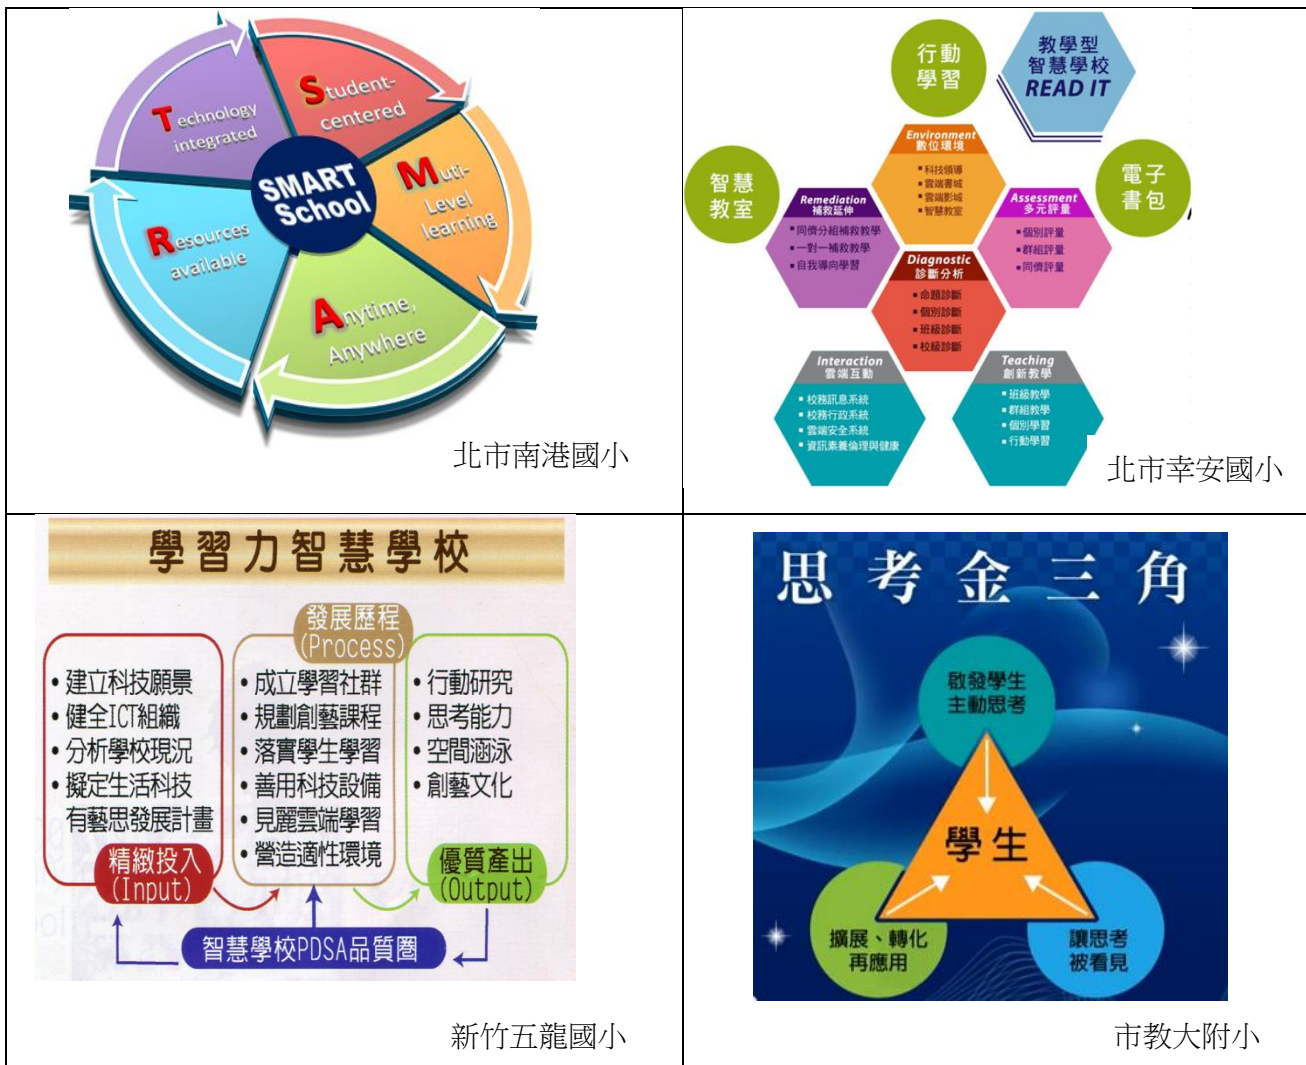 Technology
integrated
Student-
centered
SMART
School
Muti-
Level
learning
Resources
available
Anytime,
Anywhere
北市南港國小
行動
學習
教學型
智慧學校
READ IT
智慧
教室
電子
書包
Environment
數位環境
▪科技領導
▪雲端書城
▪雲端影城
▪智慧教室
Remediation
補救延伸
▪同儕分組補救教學
▪一對一補救教學
▪自我導向學習
Assessment
多元評量
▪個別評量
▪群組評量
▪同儕評量
Diagnostic
診斷分析
▪命題診斷
▪個別診斷
▪班級診斷
▪校級診斷
Interaction
雲端互動
▪校務訊息系統
▪校務行政系統
▪雲端安全系統
▪資訊素養倫理與健康
Teaching
創新教學
▪班級教學
▪群組教學
▪個別學習
▪行動學習
北市幸安國小
學習力智慧學校
•建立科技願景
•健全ICT組織
•分析學校現況
•擬定生活科技
有藝思發展計畫
精緻投入
(Input)
發展歷程
(Process)
•成立學習社群
•規劃創藝課程
•落實學生學習
•善用科技設備
•見麗雲端學習
•營造適性環境
•行動研究
•思考能力
•空間涵泳
•創藝文化
優質產出
(Output)
智慧學校PDSA品質圈
新竹五龍國小
思考金三角
啟發學生
主動思考
學生
擴展、轉化
再應用
讓思考
被看見
市教大附小